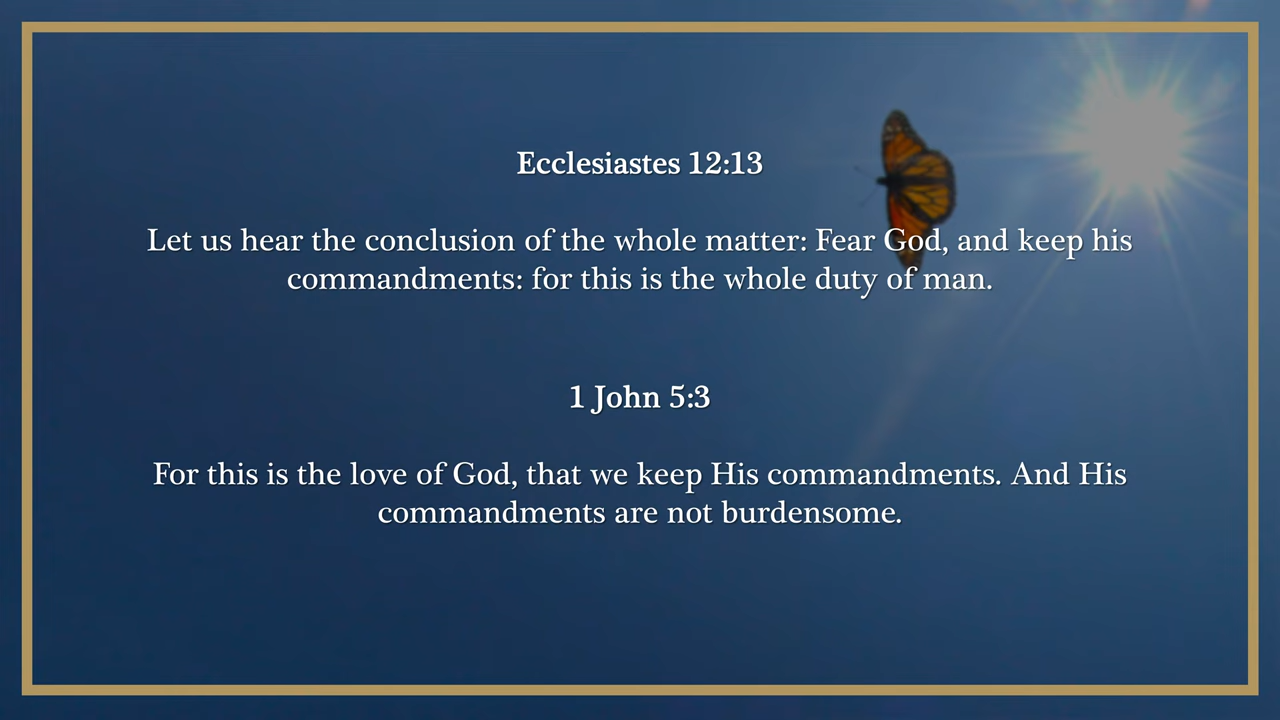 Ecclesiastes 12:13
Let us hear the conclusion of the whole matter: Fear God, and keep his
commandments: for this is the whole duty of man.
1 John 5:3
For this is the love of God, that we keep His commandments. And His
commandments are not burdensome.